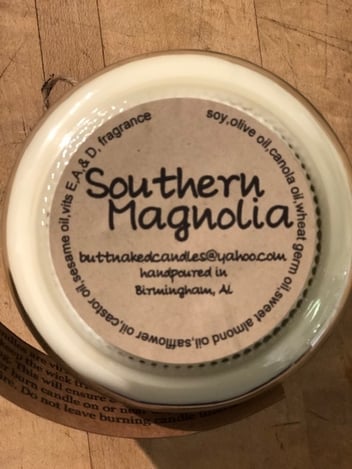 soy,olive oil,canola oil,wheat germ oil,sweet almond oil,safflower oil,castor oil,sesame oil,vits E,A,& D, fragrance
Southern
Magnolia
buttnakedcandles@yahoo.com
handpoured in
Birmingham, AL
the wick
This will ensure
burn candle on or near
Do not leave burning candle